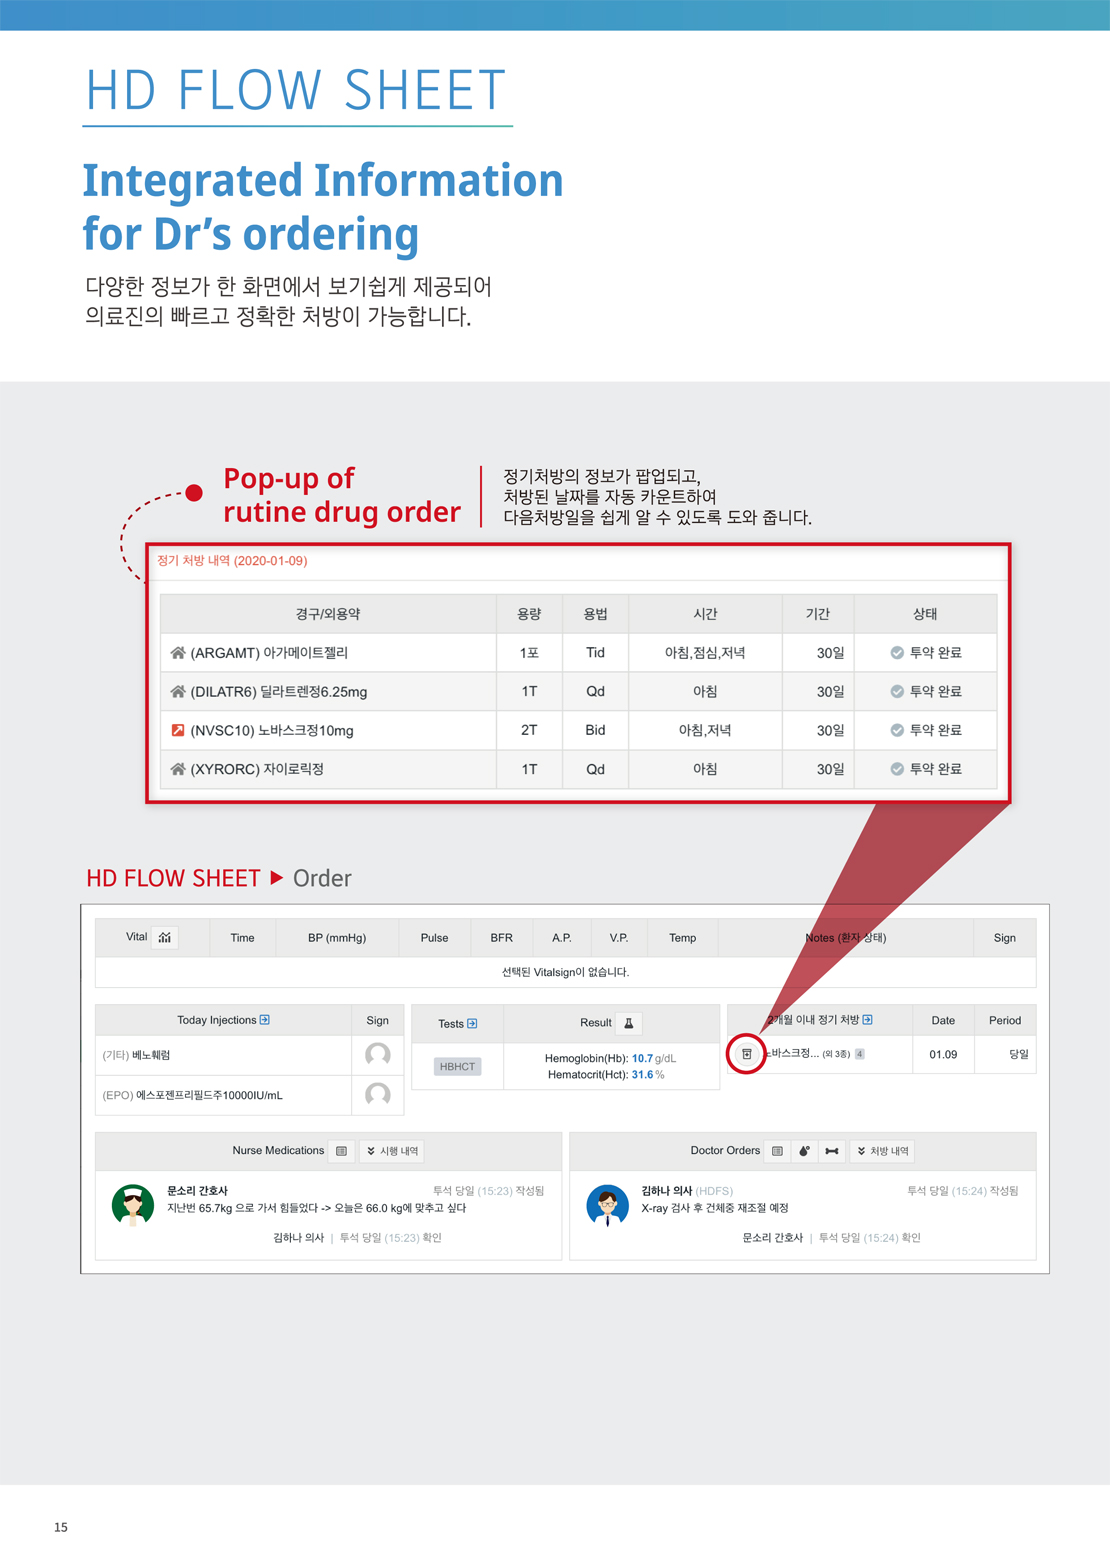 HD FLOW SHEET
Integrated Information
for Dr's ordering
다양한 정보가 한 화면에서 보기쉽게 제공되어
의료진의 빠르고 정확한 처방이 가능합니다.
Pop-up of
rutine drug order
정기처방의 정보가 팝업되고,
처방된 날짜를 자동 카운트하여
다음처방일을 쉽게 알 수 있도록 도와 줍니다.
정기 처방 내역 (2020-01-09)
경구/외용약 용량 용법 시간 기간 상태
(ARGAMT) 아가메이트젤리 1포 Tid 아침,점심,저녁 30일 투약 완료
(DILATR6) 딜라트렌정6.25mg 1T Qd 아침 30일 투약 완료
(NVSC10) 노바스크정10mg 2T Bid 아침,저녁 30일 투약 완료
(XYRORC) 자이로릭정 1T Qd 아침 30일 투약 완료
HD FLOW SHEET ▶ Order
Vital Time BP (mmHg) Pulse BFR A.P. V.P. Temp Notes (환자 상태) Sign
선택된 Vitalsign이 없습니다.
Today Injections Sign
(기타) 베노훼럼
(EPO) 에스포젠프리필드주10000IU/mL
Tests Result
HBHCT
Hemoglobin(Hb): 10.7 g/dL
Hematocrit(Hct): 31.6 %
2개월 이내 정기 처방 Date Period
노바스크정... (외 3종) 4 01.09 당일
Nurse Medications 시행 내역
문소리 간호사 투석 당일 (15:23) 작성됨
지난번 65.7kg 으로 가서 힘들었다 -> 오늘은 66.0 kg에 맞추고 싶다
김하나 의사 | 투석 당일 (15:23) 확인
Doctor Orders 처방 내역
김하나 의사 (HDFS) 투석 당일 (15:24) 작성됨
X-ray 검사 후 건체중 재조절 예정
문소리 간호사 | 투석 당일 (15:24) 확인
15